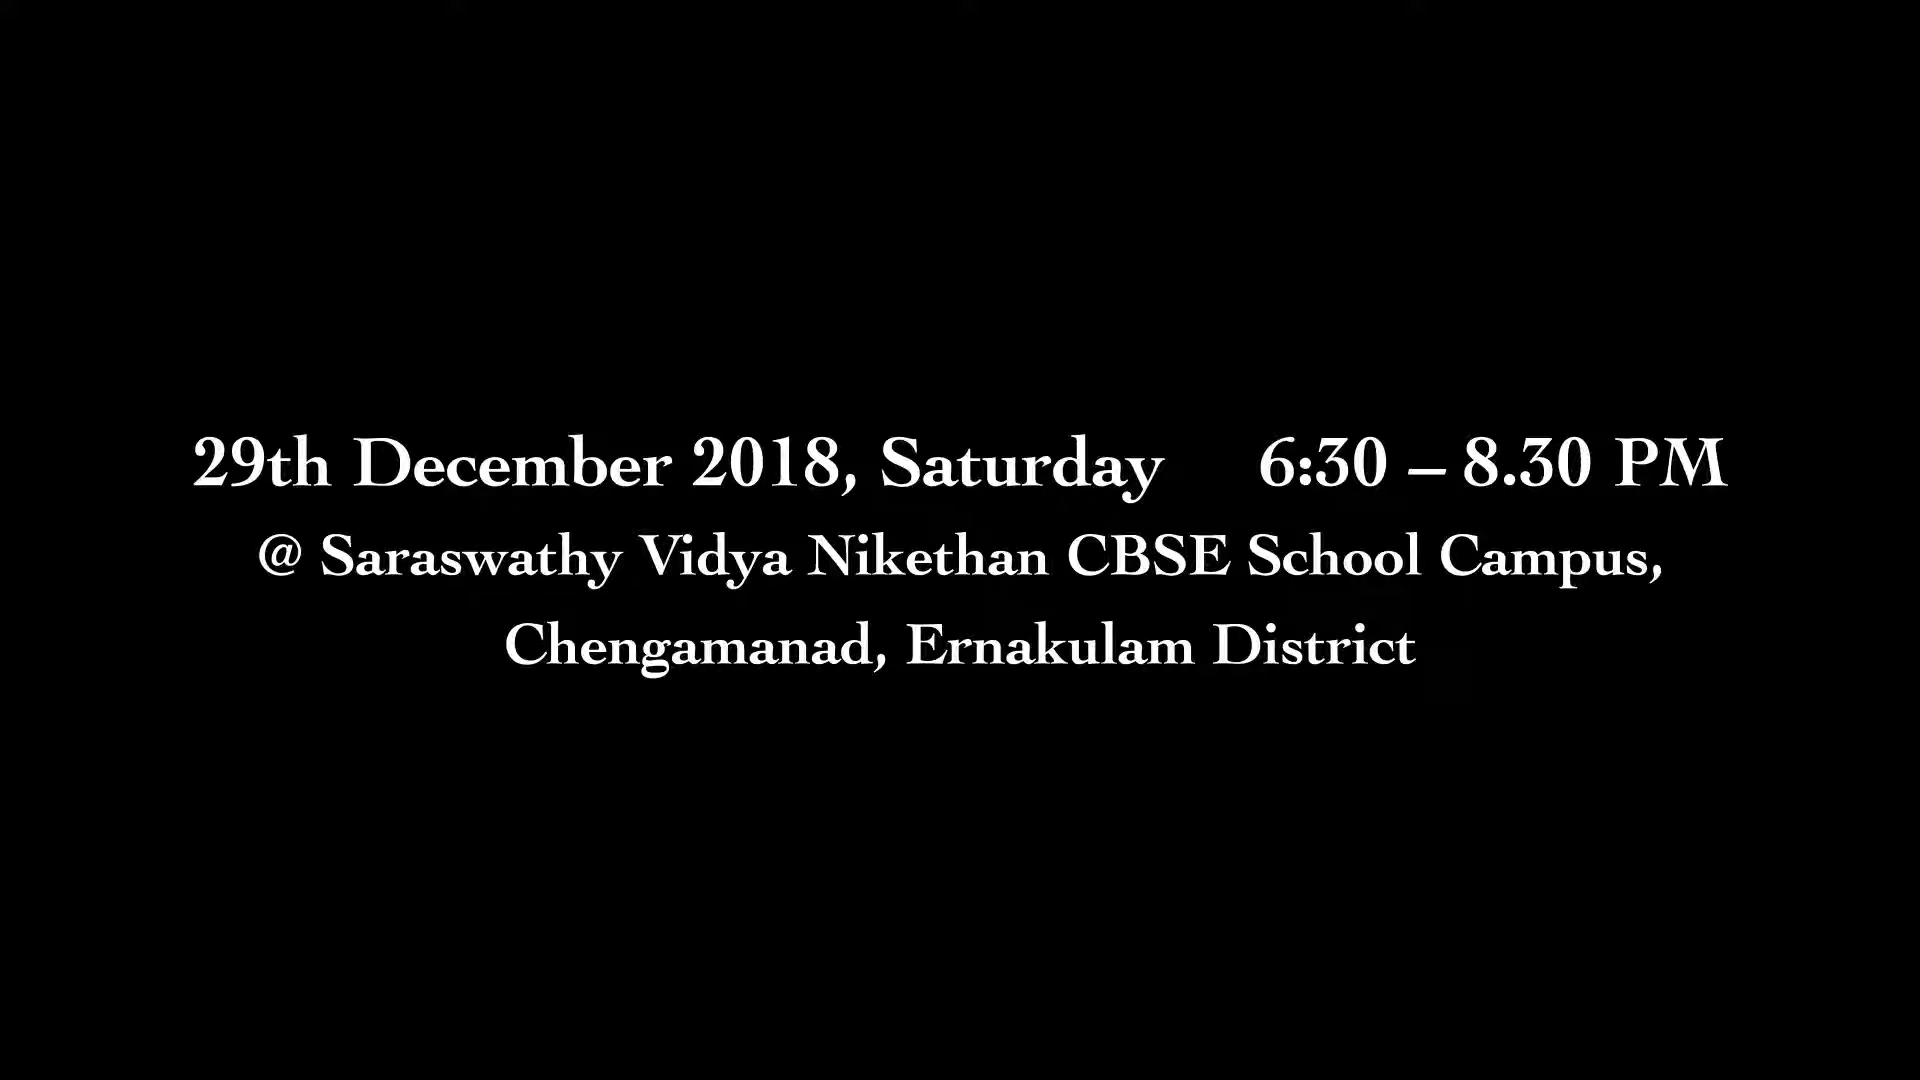 29th December 2018, Saturday 6:30 – 8.30 PM
@ Saraswathy Vidya Nikethan CBSE School Campus,
Chengamanad, Ernakulam District